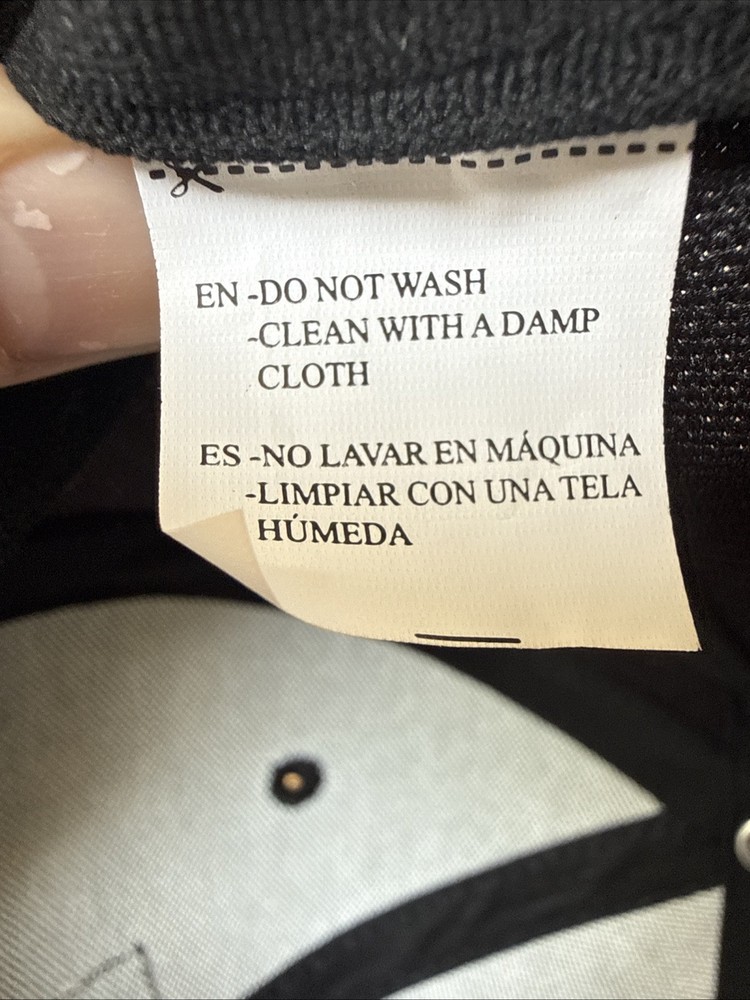 EN -DO NOT WASH
-CLEAN WITH A DAMP
CLOTH
ES -NO LAVAR EN MÁQUINA
-LIMPIAR CON UNA TELA
HÚMEDA